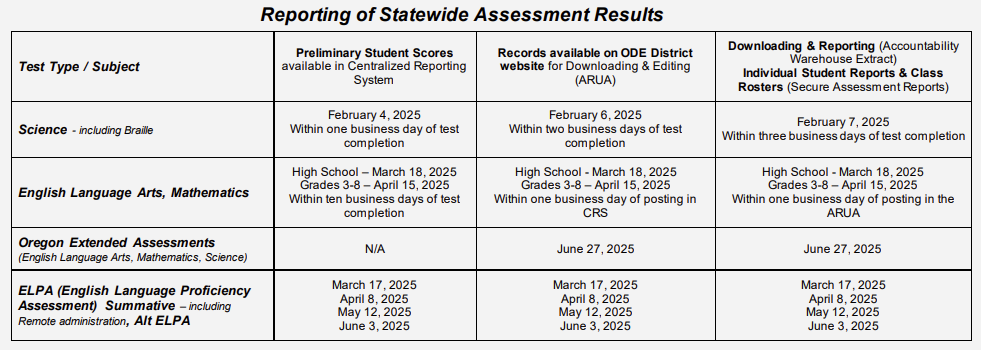 Reporting of Statewide Assessment Results
Test Type / Subject
Preliminary Student Scores
available in Centralized Reporting
System
Records available on ODE District
website for Downloading & Editing
(ARUA)
Downloading & Reporting (Accountability
Warehouse Extract)
Individual Student Reports & Class
Rosters (Secure Assessment Reports)
Science - including Braille
February 4, 2025
Within one business day of test
completion
February 6, 2025
Within two business days of test
completion
February 7, 2025
Within three business days of test completion
English Language Arts, Mathematics
High School – March 18, 2025
Grades 3-8 – April 15, 2025
Within ten business days of test
completion
High School - March 18, 2025
Grades 3-8 – April 15, 2025
Within one business day of posting in
CRS
High School - March 18, 2025
Grades 3-8 – April 15, 2025
Within one business day of posting in the
ARUA
Oregon Extended Assessments
(English Language Arts, Mathematics, Science)
N/A
June 27, 2025
June 27, 2025
ELPA (English Language Proficiency
Assessment) Summative – including
Remote administration, Alt ELPA
March 17, 2025
April 8, 2025
May 12, 2025
June 3, 2025
March 17, 2025
April 8, 2025
May 12, 2025
June 3, 2025
March 17, 2025
April 8, 2025
May 12, 2025
June 3, 2025